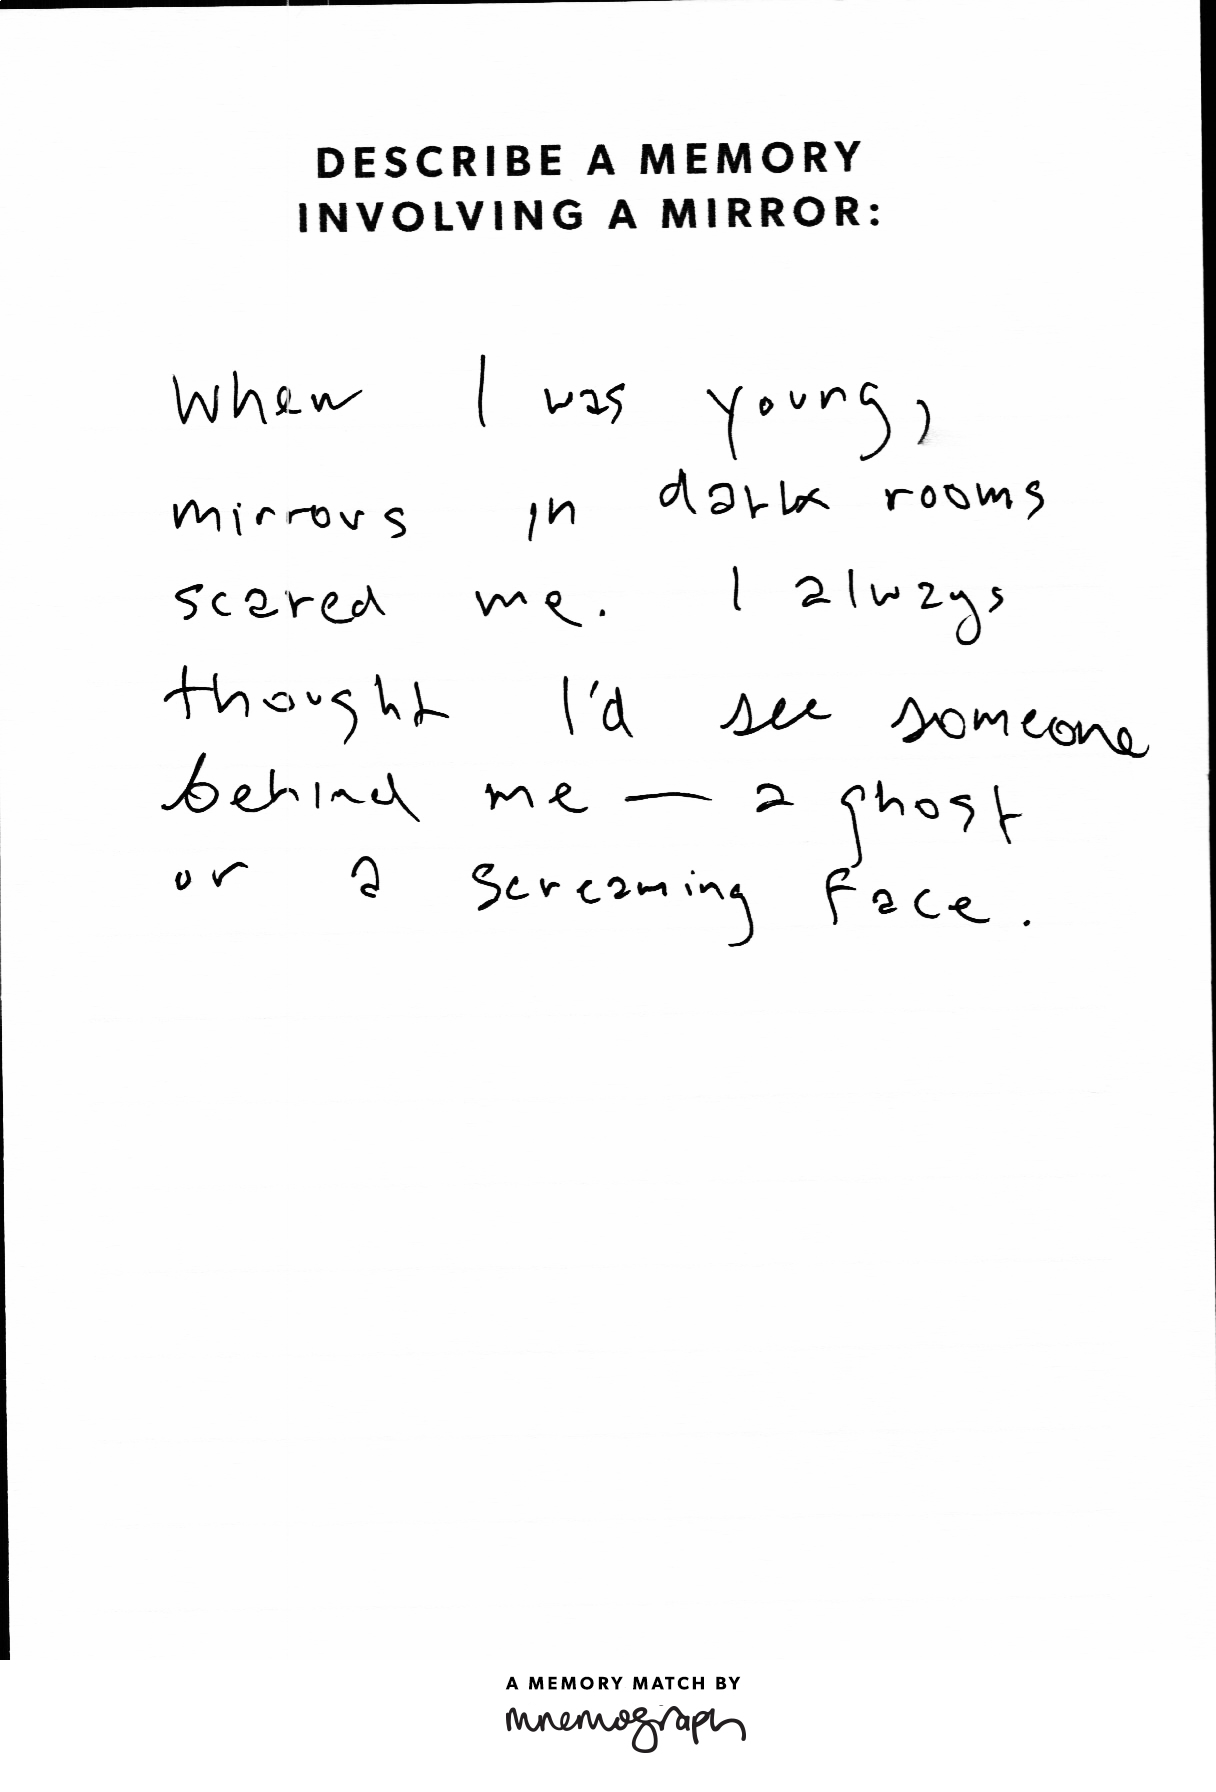 DESCRIBE A MEMORY
INVOLVING A MIRROR:
When I was young,
mirrors in dark rooms
scared me. I always
thought I'd see someone
behind me — a ghost
or a screaming face.
A MEMORY MATCH BY
mnemograph